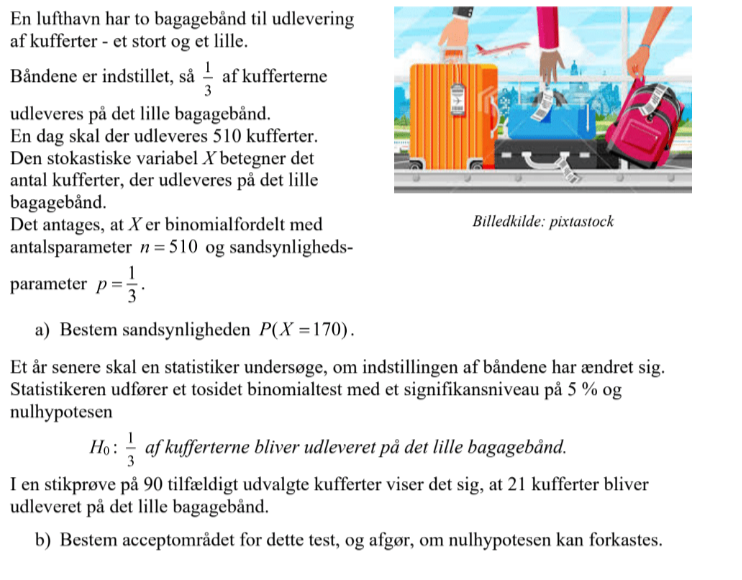 En lufthavn har to bagagebånd til udlevering
af kufferter - et stort og et lille.
Båndene er indstillet, så 1/3 af kufferterne
udleveres på det lille bagagebånd.
En dag skal der udleveres 510 kufferter.
Den stokastiske variabel X betegner det
antal kufferter, der udleveres på det lille
bagagebånd.
Det antages, at X er binomialfordelt med
antalsparameter n = 510 og sandsynligheds-
parameter p = 1/3.
Billedkilde: pixtastock
a) Bestem sandsynligheden P(X = 170).
Et år senere skal en statistiker undersøge, om indstillingen af båndene har ændret sig.
Statistikeren udfører et tosidet binomialtest med et signifikansniveau på 5 % og
nulhypotesen
H₀: 1/3 af kufferterne bliver udleveret på det lille bagagebånd.
I en stikprøve på 90 tilfældigt udvalgte kufferter viser det sig, at 21 kufferter bliver
udleveret på det lille bagagebånd.
b) Bestem acceptområdet for dette test, og afgør, om nulhypotesen kan forkastes.